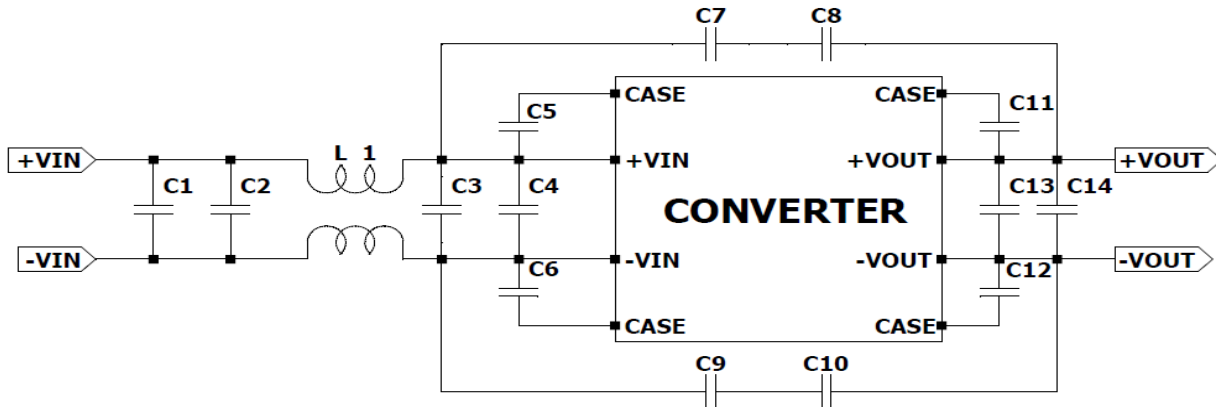 C7 C8
CASE CASE
C5 C11
+VIN L 1 +VIN +VOUT +VOUT
C1 C2 C3 C4 C13 C14
CONVERTER
-VIN -VIN -VOUT -VOUT
C6 C12
CASE CASE
C9 C10